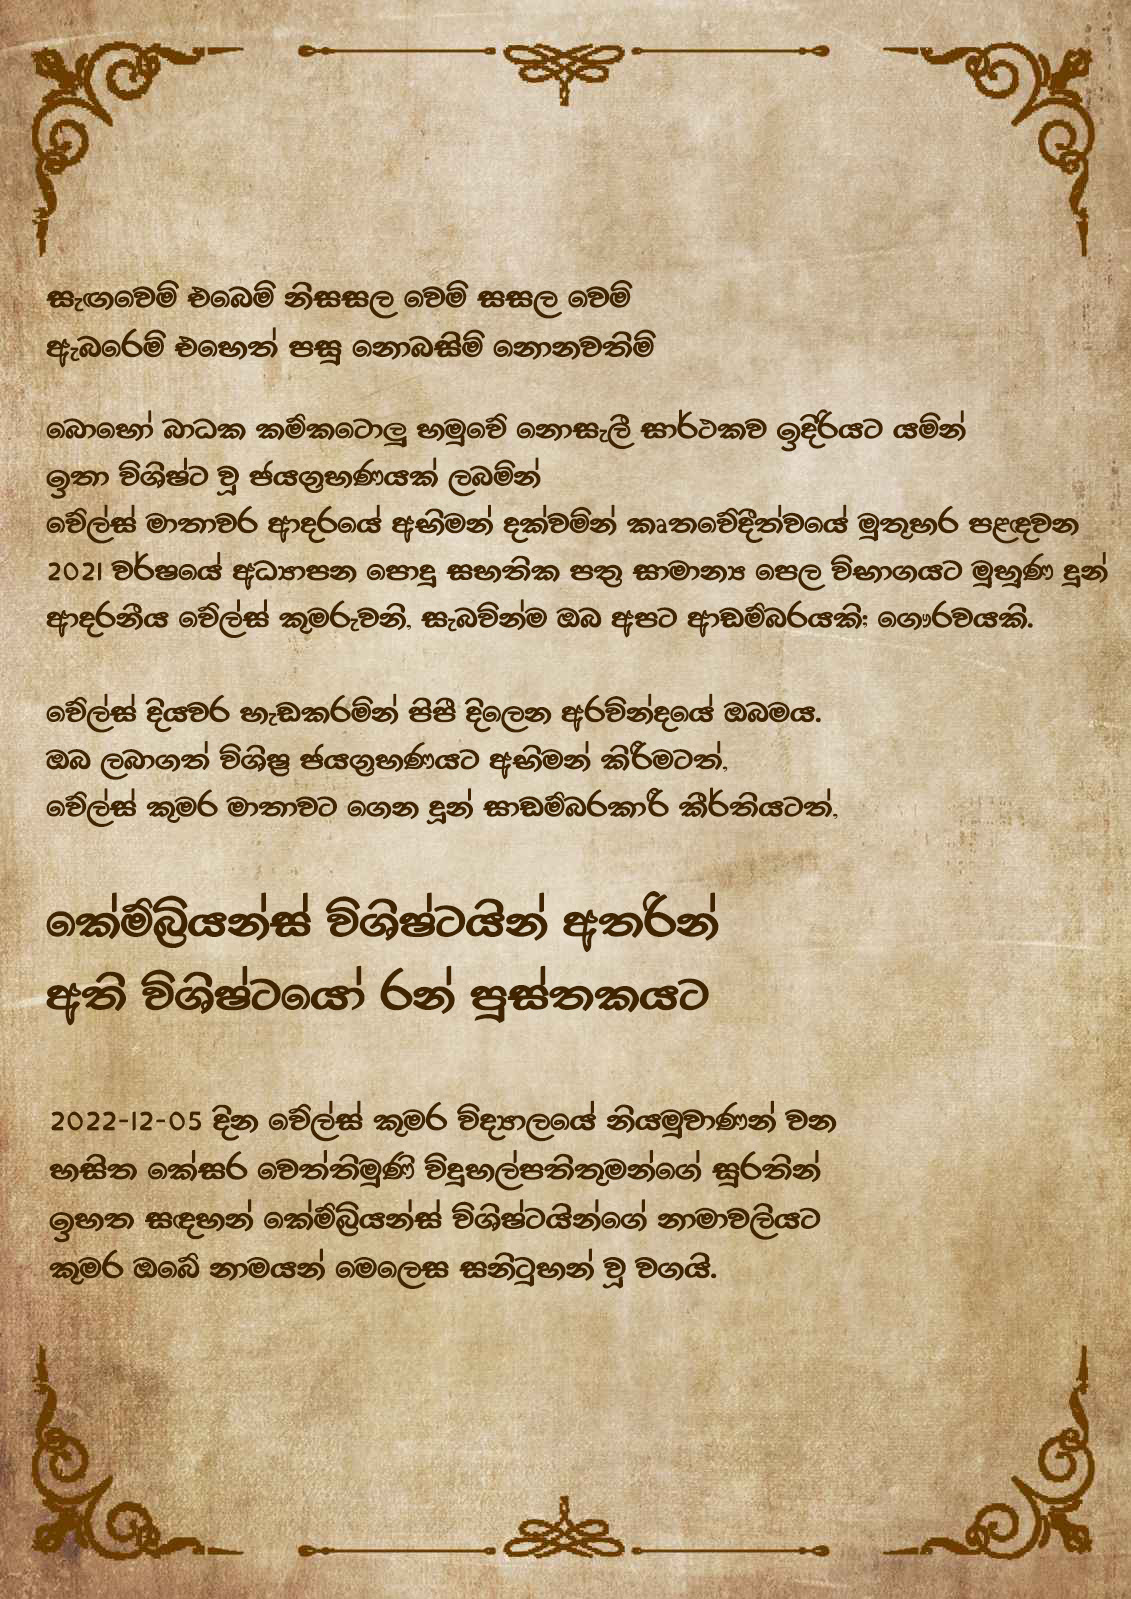 සැඟවෙමි එබෙමි නිසසල වෙමි සසල වෙමි
ඇබරෙමි එහෙත් පසු නොබසිමි නොනවතිමි
බොහෝ බාධක කම්කටොලු හමුවේ නොසැලී සාර්ථකව ඉදිරියට යමින්
ඉතා විශිෂ්ට වූ ජයග්‍රහණයක් ලබමින්
වේල්ස් මාතාවර ආදරයේ අභිමන් දක්වමින් කෘතවේදීත්වයේ මුතුහර පළඳවන
2021 වර්ෂයේ අධ්‍යාපන පොදු සහතික පත්‍ර සාමාන්‍ය පෙල විභාගයට මුහුණ දුන්
ආදරනීය වේල්ස් කුමරුවනි, සැබවින්ම ඔබ අපට ආඩම්බරයකි; ගෞරවයකි.
වේල්ස් දියවර හැඩකරමින් පිපී දිලෙන අරවින්දයේ ඔබමය.
ඔබ ලබාගත් විශිෂ්‍ර ජයග්‍රහණයට අභිමන් කිරීමටත්,
වේල්ස් කුමර මාතාවට ගෙන දුන් සාඩම්බරකාරී කීර්තියටත්,
කේම්බ්‍රියන්ස් විශිෂ්ටයින් අතරින්
අති විශිෂ්ටයෝ රන් පුස්තකයට
2022-12-05 දින වේල්ස් කුමර විද්‍යාලයේ නියමුවාණන් වන
හසිත කේසර වෙත්තිමුණි විදුහල්පතිතුමන්ගේ සුරතින්
ඉහත සඳහන් කේම්බ්‍රියන්ස් විශිෂ්ටයින්ගේ නාමාවලියට
කුමර ඔබේ නාමයන් මෙලෙස සනිටුහන් වූ වගයි.